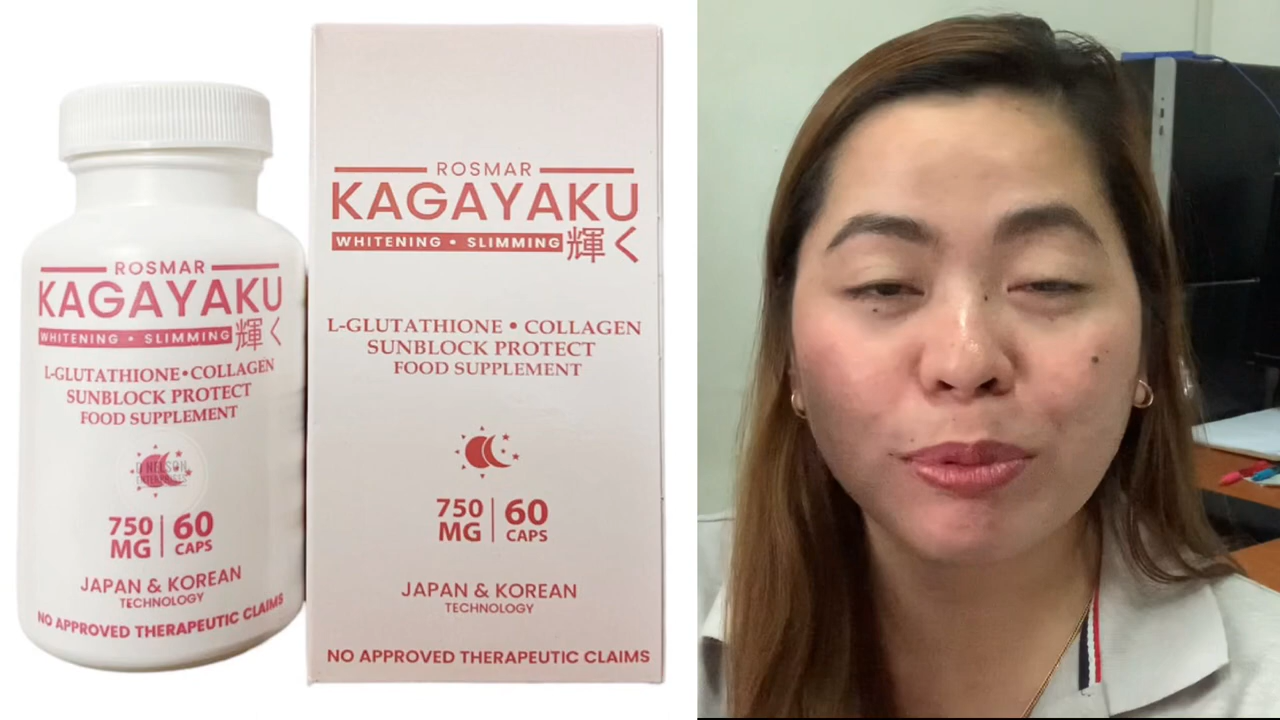 ROSMAR
KAGAYAKU
WHITENING • SLIMMING 輝く
L-GLUTATHIONE • COLLAGEN
SUNBLOCK PROTECT
FOOD SUPPLEMENT
750 MG | 60 CAPS
JAPAN & KOREAN
TECHNOLOGY
NO APPROVED THERAPEUTIC CLAIMS
ROSMAR
KAGAYAKU
WHITENING • SLIMMING 輝く
L-GLUTATHIONE • COLLAGEN
SUNBLOCK PROTECT
FOOD SUPPLEMENT
750 MG | 60 CAPS
JAPAN & KOREAN
TECHNOLOGY
NO APPROVED THERAPEUTIC CLAIMS